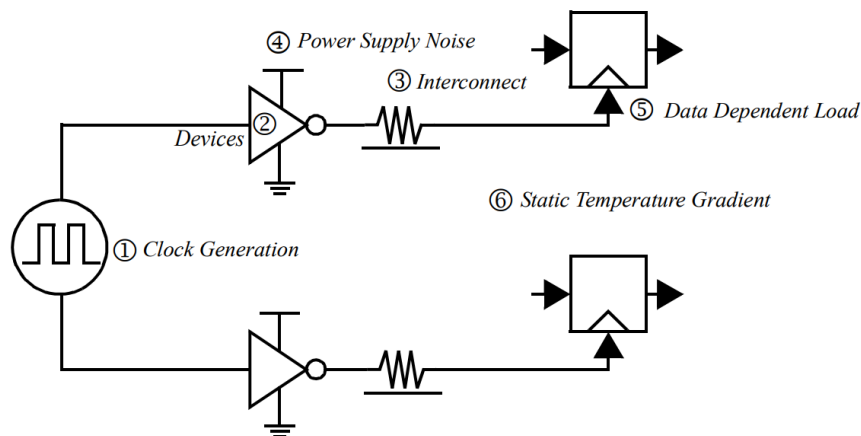 ④ Power Supply Noise
③ Interconnect
⑤ Data Dependent Load
② 
Devices
⑥ Static Temperature Gradient
① Clock Generation